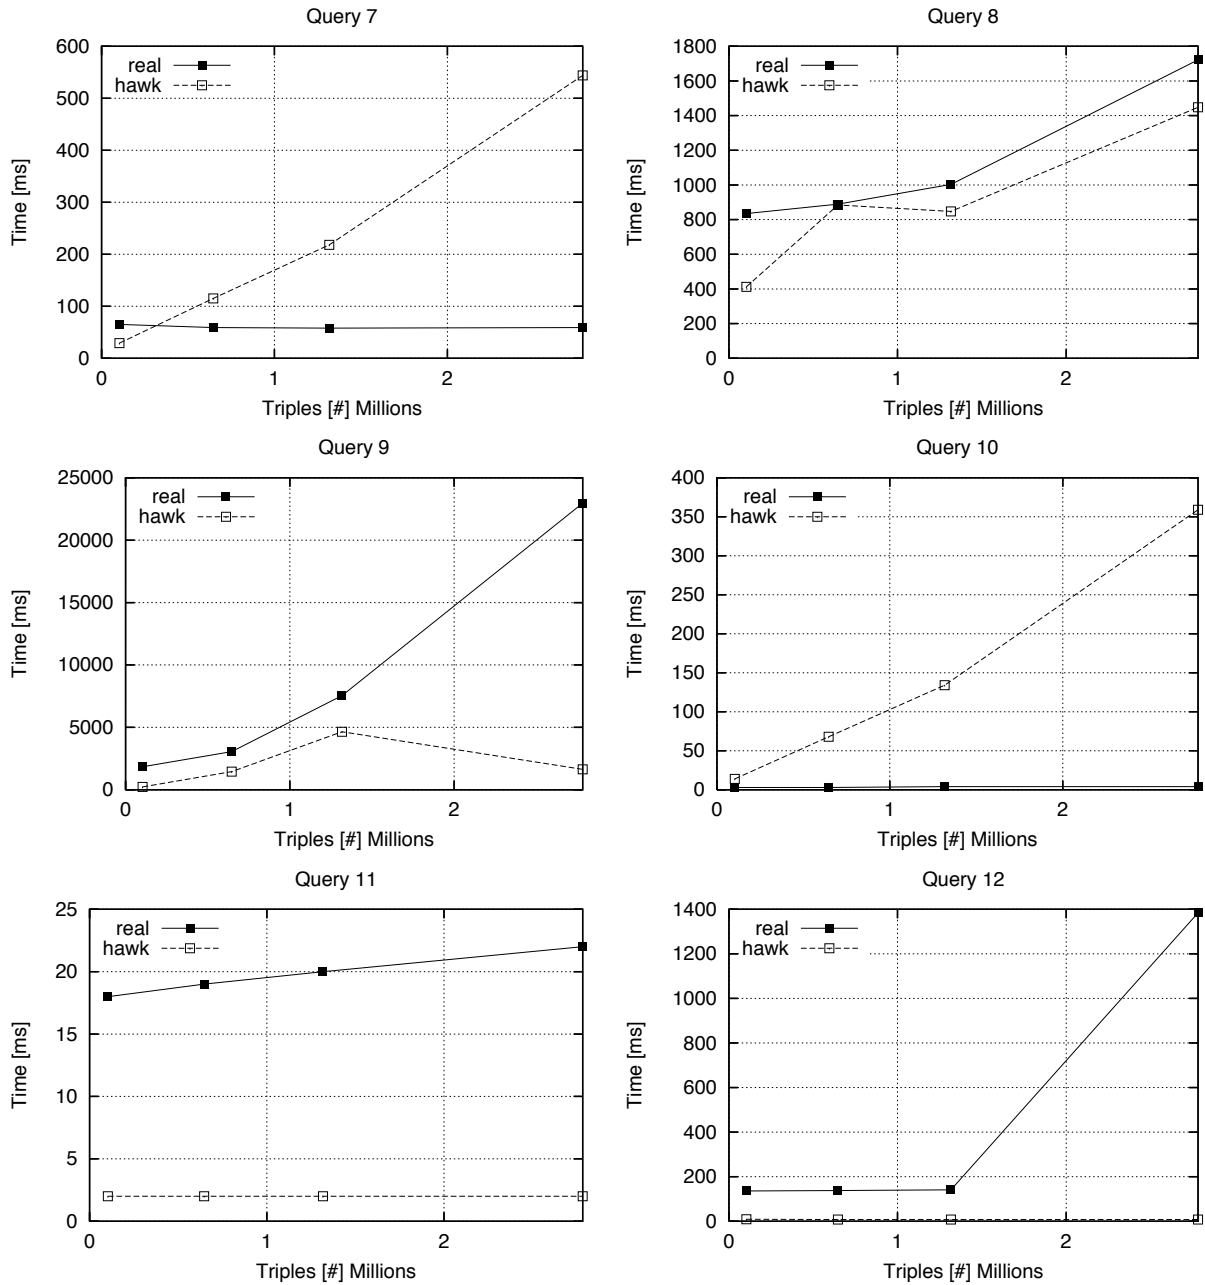 Query 7
600
500
400
300
200
100
0
real
hawk
Time [ms]
0 1 2
Triples [#] Millions
Query 8
1800
1600
1400
1200
1000
800
600
400
200
0
real
hawk
Time [ms]
0 1 2
Triples [#] Millions
Query 9
25000
20000
15000
10000
5000
0
real
hawk
Time [ms]
0 1 2
Triples [#] Millions
Query 10
400
350
300
250
200
150
100
50
0
real
hawk
Time [ms]
0 1 2
Triples [#] Millions
Query 11
25
20
15
10
5
0
real
hawk
Time [ms]
0 1 2
Triples [#] Millions
Query 12
1400
1200
1000
800
600
400
200
0
real
hawk
Time [ms]
0 1 2
Triples [#] Millions